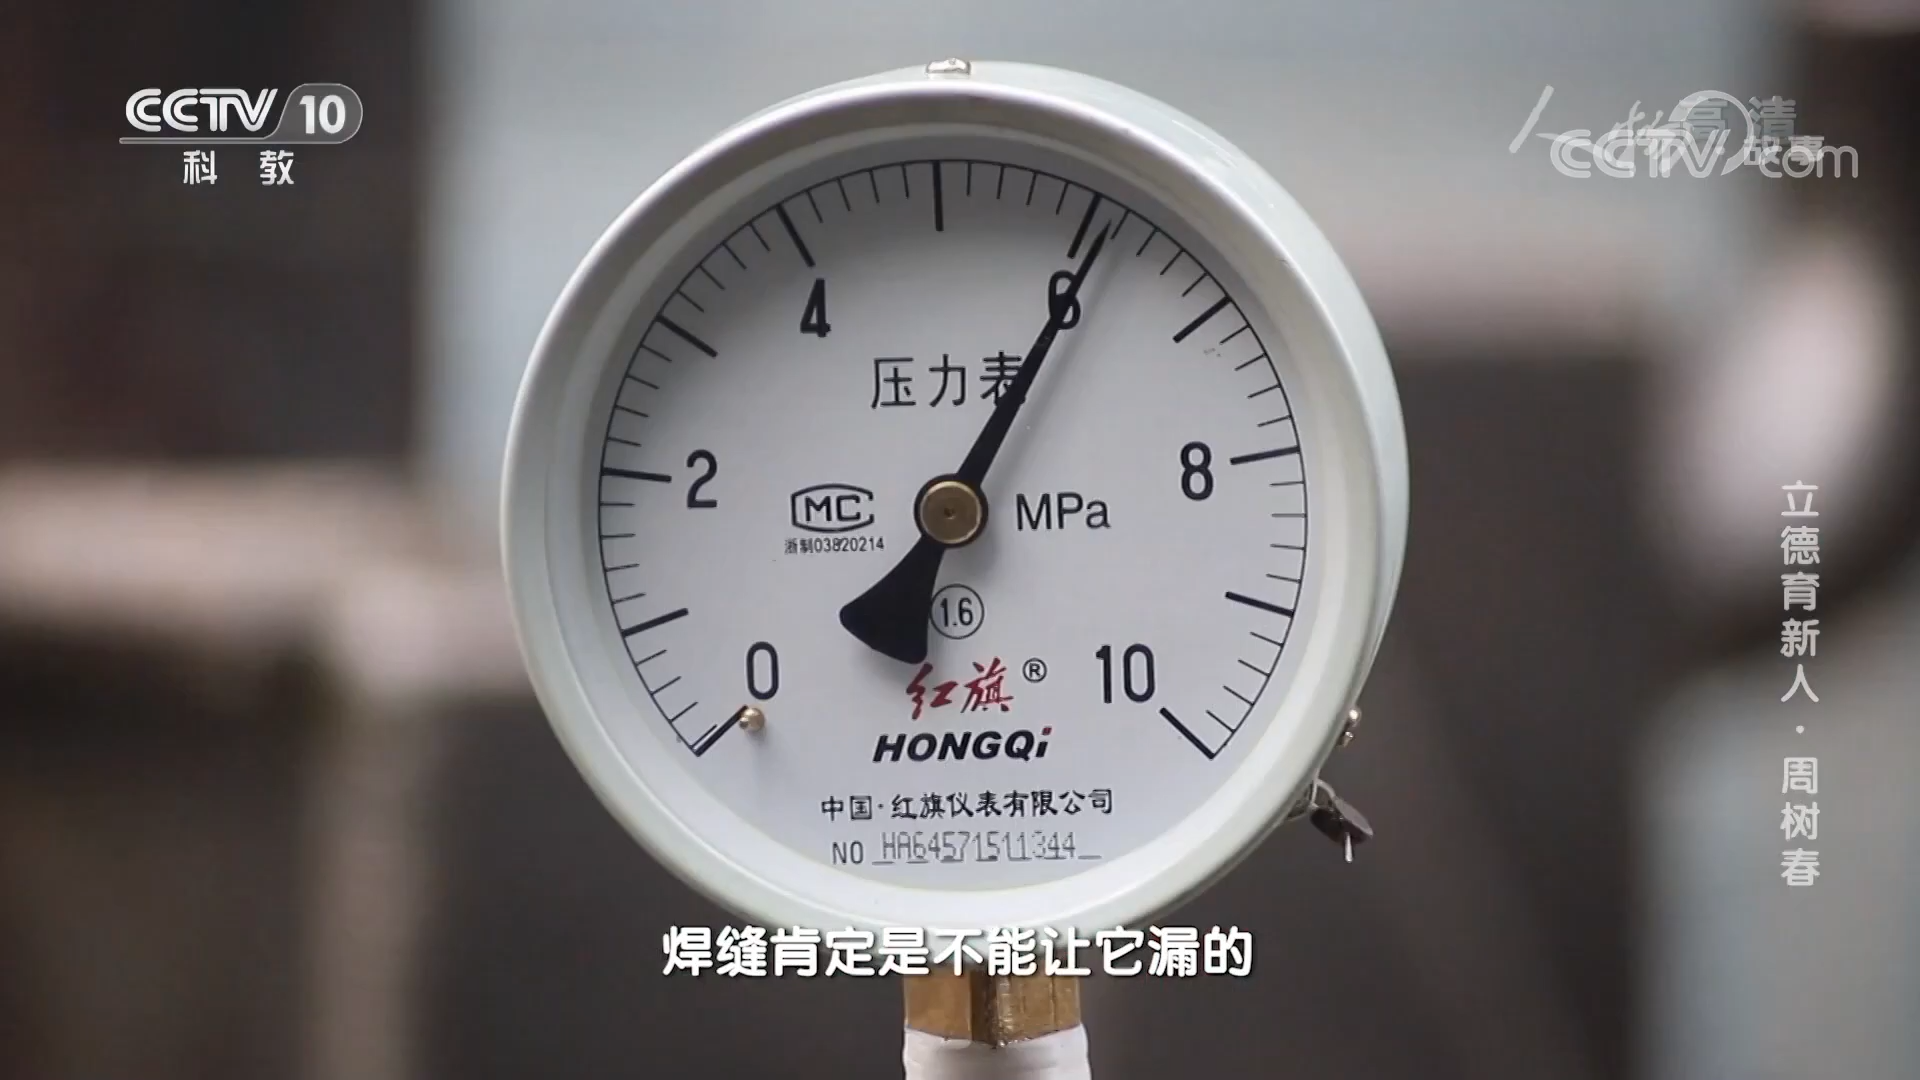 CCTV 10
科 教
人物 高清
故事
CCTV.com
4
6
压力表
2
8
MC
MPa
浙制03820214
1.6
0
10
红旗®
HONGQi
中国·红旗仪表有限公司
NO HA64571511344
立德育新人·周树春
焊缝肯定是不能让它漏的